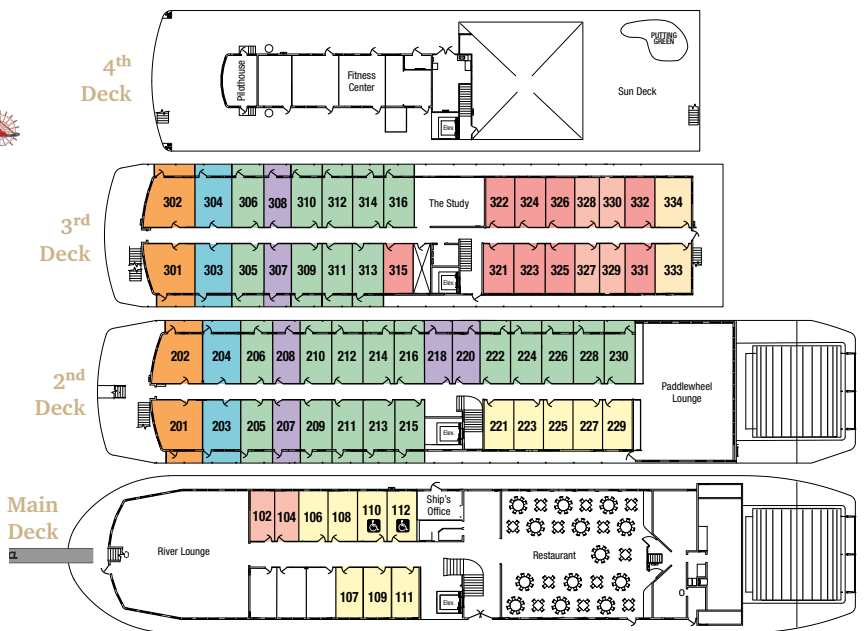 4th
Deck
Pilothouse
Fitness
Center
Elev.
Sun Deck
PUTTING
GREEN
3rd
Deck
302 304 306 308 310 312 314 316 The Study 322 324 326 328 330 332 334
Elev.
301 303 305 307 309 311 313 315 321 323 325 327 329 331 333
2nd
Deck
202 204 206 208 210 212 214 216 218 220 222 224 226 228 230
Paddlewheel
Lounge
201 203 205 207 209 211 213 215 Elev. 221 223 225 227 229
Main
Deck
102 104 106 108 110 112 Ship's
Office
River Lounge
Restaurant
107 109 111 Elev.